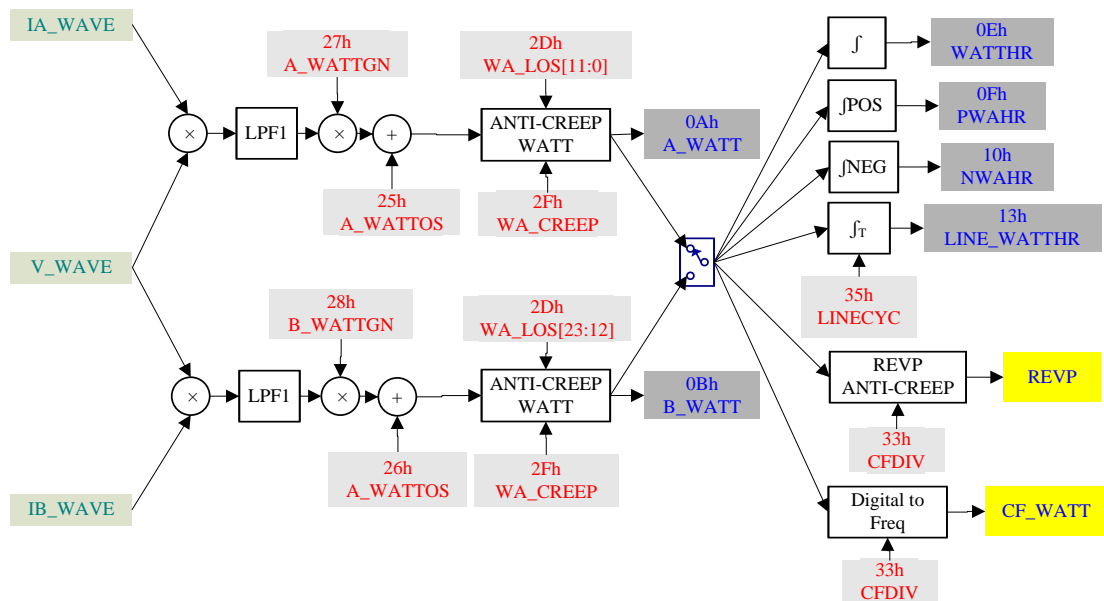 IA_WAVE
27h
A_WATTGN
2Dh
WA_LOS[11:0]
×
LPF1
×
+
ANTI-CREEP
WATT
0Ah
A_WATT
25h
A_WATTOS
2Fh
WA_CREEP
V_WAVE
28h
B_WATTGN
2Dh
WA_LOS[23:12]
×
LPF1
×
+
ANTI-CREEP
WATT
0Bh
B_WATT
26h
A_WATTOS
2Fh
WA_CREEP
IB_WAVE
∫
0Eh
WATTHR
∫POS
0Fh
PWAHR
∫NEG
10h
NWAHR
∫T
13h
LINE_WATTHR
35h
LINECYC
REVP
ANTI-CREEP
REVP
33h
CFDIV
Digital to
Freq
CF_WATT
33h
CFDIV